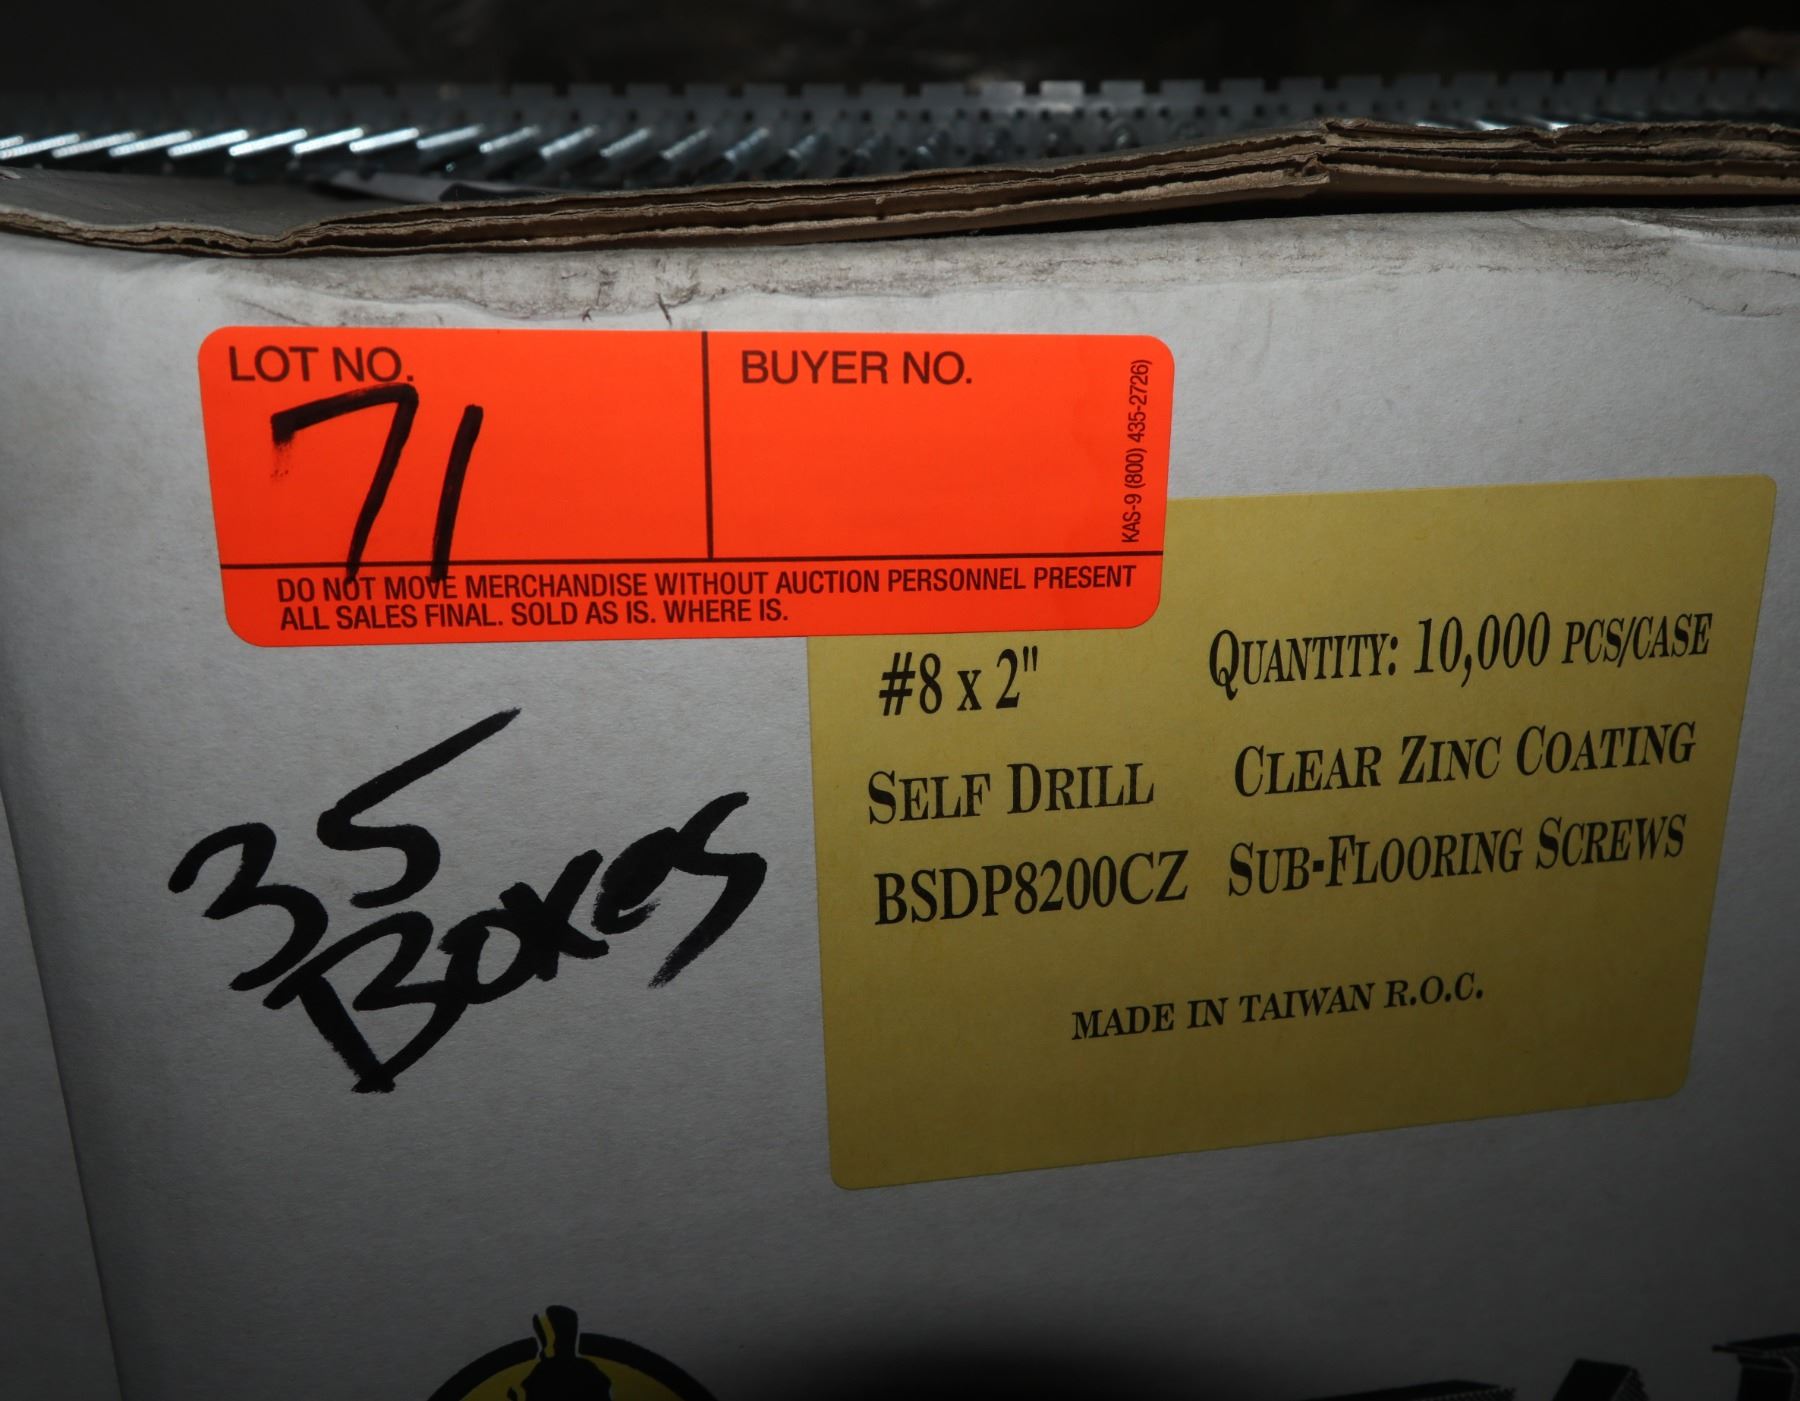 LOT NO.
71
BUYER NO.
KAS-9 (800) 435-2726)
DO NOT MOVE MERCHANDISE WITHOUT AUCTION PERSONNEL PRESENT
ALL SALES FINAL. SOLD AS IS. WHERE IS.
35
BOXES
#8 x 2" QUANTITY: 10,000 PCS/CASE
SELF DRILL CLEAR ZINC COATING
BSDP8200CZ SUB-FLOORING SCREWS
MADE IN TAIWAN R.O.C.